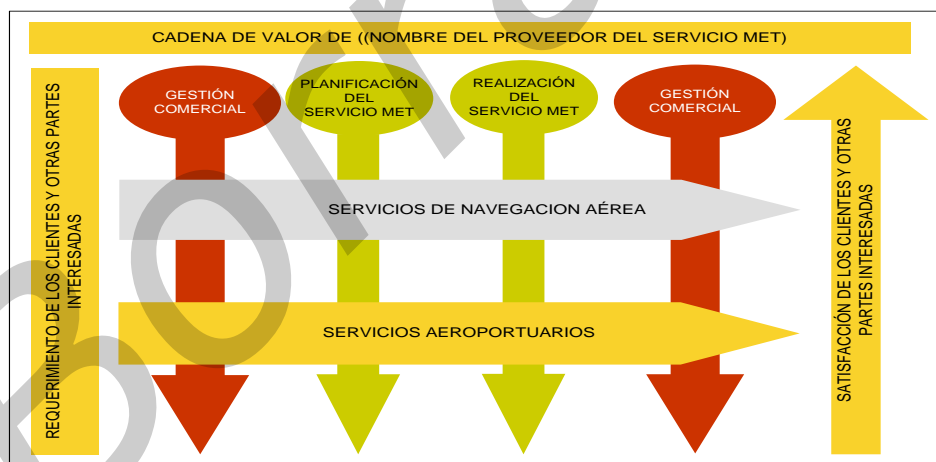 CADENA DE VALOR DE ((NOMBRE DEL PROVEEDOR DEL SERVICIO MET)
REQUERIMIENTO DE LOS CLIENTES Y OTRAS PARTES
INTERESADAS
GESTIÓN
COMERCIAL
PLANIFICACIÓN
DEL
SERVICIO MET
REALIZACIÓN
DEL
SERVICIO MET
GESTIÓN
COMERCIAL
SERVICIOS DE NAVEGACION AÉREA
SERVICIOS AEROPORTUARIOS
SATISFACCIÓN DE LOS CLIENTES Y OTRAS
PARTES INTERESADAS